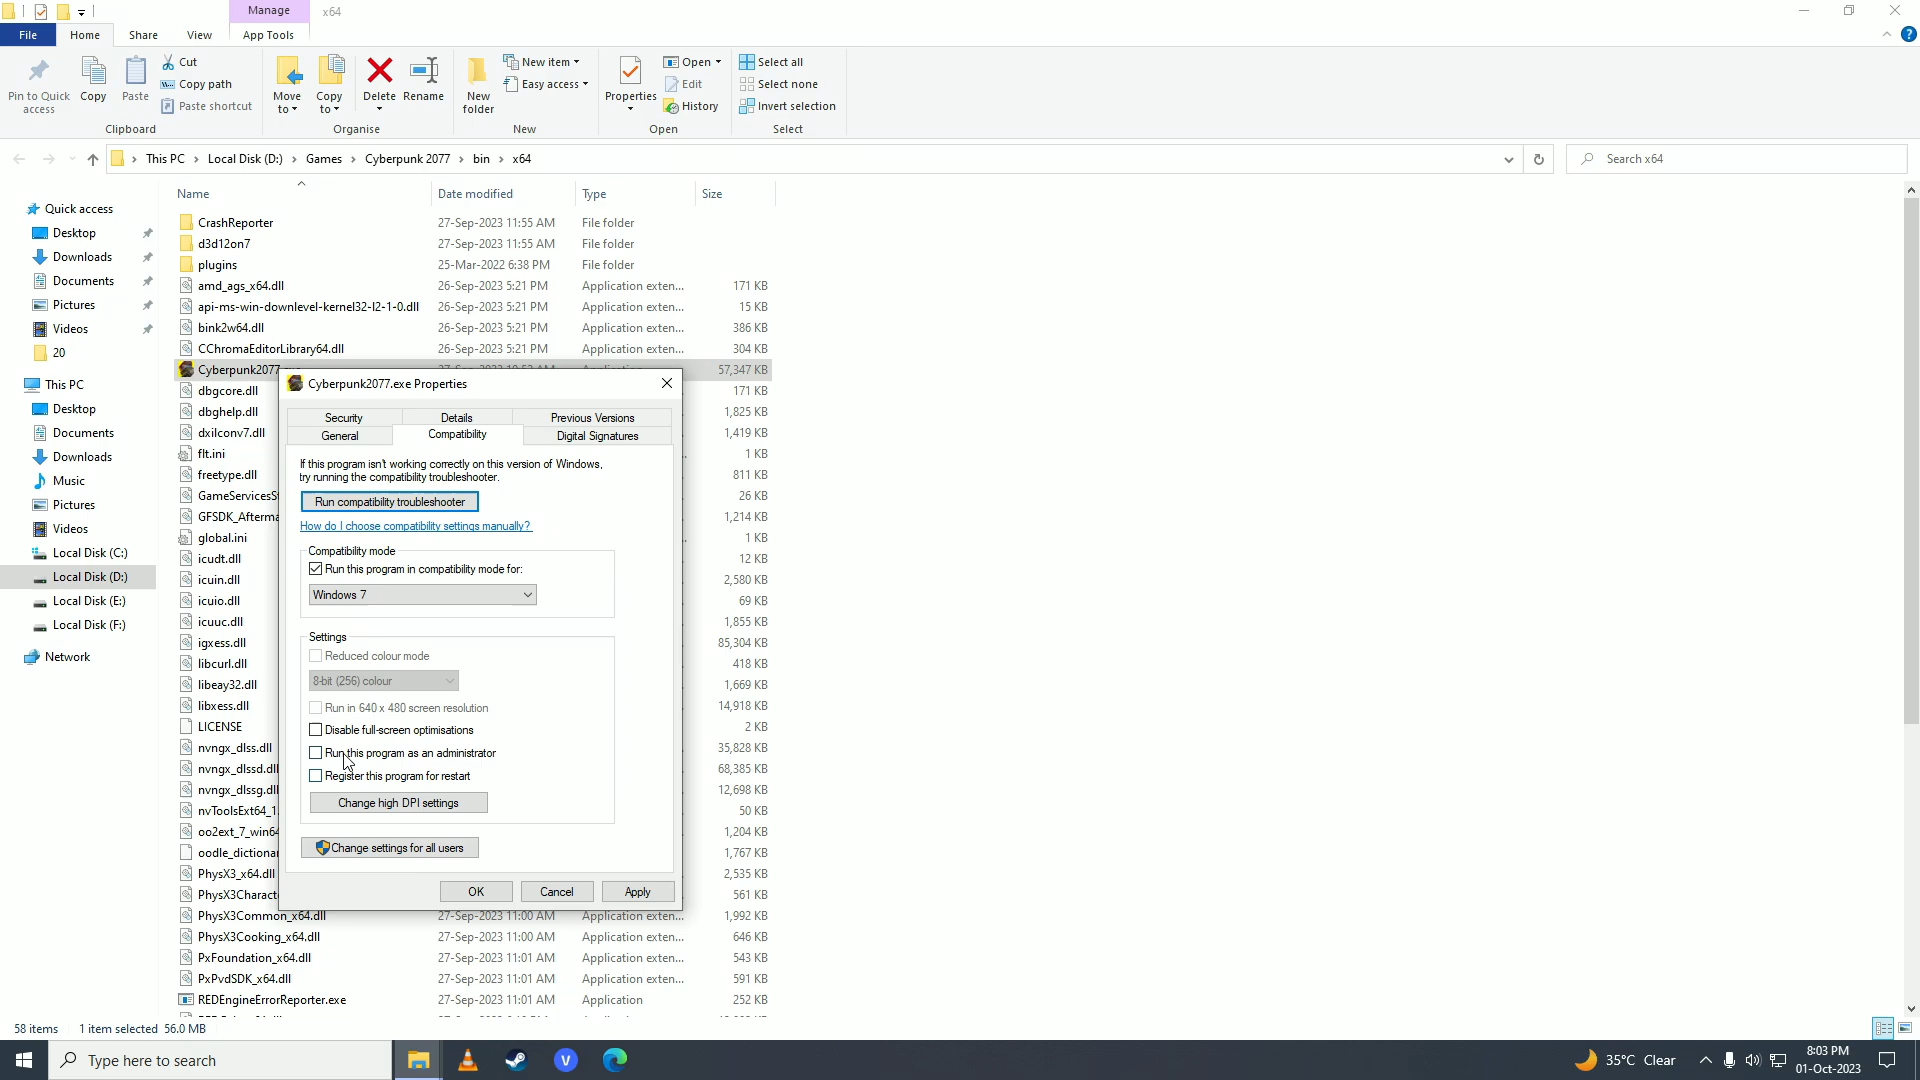 Manage
x64
File
Home
Share
View
App Tools
Pin to Quick
access
Copy
Paste
Cut
Copy path
Paste shortcut
Clipboard
Move
to
Copy
to
Delete
Rename
Organise
New
folder
New item
Easy access
New
Properties
Open
Edit
History
Open
Select all
Select none
Invert selection
Select
This PC > Local Disk (D:) > Games > Cyberpunk 2077 > bin > x64
Search x64
Quick access
Desktop
Downloads
Documents
Pictures
Videos
20
This PC
Desktop
Documents
Downloads
Music
Pictures
Videos
Local Disk (C:)
Local Disk (D:)
Local Disk (E:)
Local Disk (F:)
Network
Name Date modified Type Size
CrashReporter 27-Sep-2023 11:55 AM File folder
d3d12on7 27-Sep-2023 11:55 AM File folder
plugins 25-Mar-2022 6:38 PM File folder
amd_ags_x64.dll 26-Sep-2023 5:21 PM Application exten... 171 KB
api-ms-win-downlevel-kernel32-l2-1-0.dll 26-Sep-2023 5:21 PM Application exten... 15 KB
bink2w64.dll 26-Sep-2023 5:21 PM Application exten... 386 KB
CChromaEditorLibrary64.dll 26-Sep-2023 5:21 PM Application exten... 304 KB
Cyberpunk2077 57,347 KB
dbgcore.dll 171 KB
dbghelp.dll 1,825 KB
dxilconv7.dll 1,419 KB
flt.ini 1 KB
freetype.dll 811 KB
GameServicesS 26 KB
GFSDK_Afterma 1,214 KB
global.ini 1 KB
icudt.dll 12 KB
icuin.dll 2,580 KB
icuio.dll 69 KB
icuuc.dll 1,855 KB
igxess.dll 85,304 KB
libcurl.dll 418 KB
libeay32.dll 1,669 KB
libxess.dll 14,918 KB
LICENSE 2 KB
nvngx_dlss.dll 35,828 KB
nvngx_dlssd.dll 68,385 KB
nvngx_dlssg.dll 12,698 KB
nvToolsExt64_1. 50 KB
oo2ext_7_win64 1,204 KB
oodle_dictionar 1,767 KB
PhysX3_x64.dll 2,535 KB
PhysX3Charact 561 KB
PhysX3Common_x64.dll 27-Sep-2023 11:00 AM Application exten... 1,992 KB
PhysX3Cooking_x64.dll 27-Sep-2023 11:00 AM Application exten... 646 KB
PxFoundation_x64.dll 27-Sep-2023 11:01 AM Application exten... 543 KB
PxPvdSDK_x64.dll 27-Sep-2023 11:01 AM Application exten... 591 KB
REDEngineErrorReporter.exe 27-Sep-2023 11:01 AM Application 252 KB
Cyberpunk2077.exe Properties
Security Details Previous Versions
General Compatibility Digital Signatures
If this program isn't working correctly on this version of Windows,
try running the compatibility troubleshooter.
Run compatibility troubleshooter
How do I choose compatibility settings manually?
Compatibility mode
Run this program in compatibility mode for:
Windows 7
Settings
Reduced colour mode
8-bit (256) colour
Run in 640 x 480 screen resolution
Disable full-screen optimisations
Run this program as an administrator
Register this program for restart
Change high DPI settings
Change settings for all users
OK Cancel Apply
58 items 1 item selected 56.0 MB
Type here to search
35°C Clear
8:03 PM
01-Oct-2023